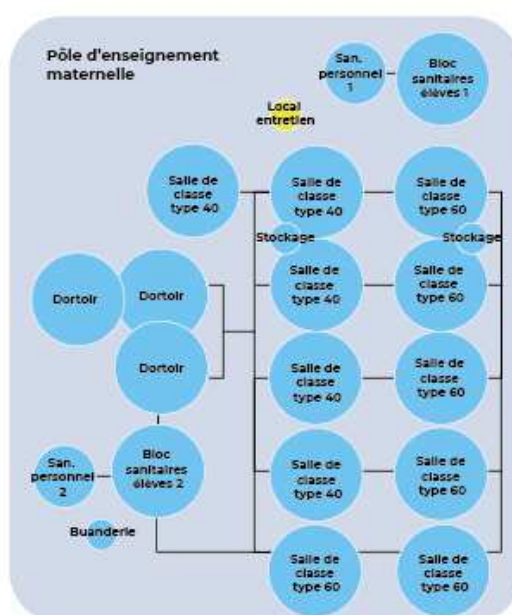 Pôle d'enseignement
maternelle
San.
personnel
1
Bloc
sanitaires
élèves 1
Local
entretien
Salle de
classe
type 40
Salle de
classe
type 40
Salle de
classe
type 60
Stockage
Stockage
Dortoir
Dortoir
Salle de
classe
type 40
Salle de
classe
type 60
Dortoir
Salle de
classe
type 40
Salle de
classe
type 60
San.
personnel
2
Bloc
sanitaires
élèves 2
Salle de
classe
type 40
Salle de
classe
type 60
Buanderie
Salle de
classe
type 60
Salle de
classe
type 60